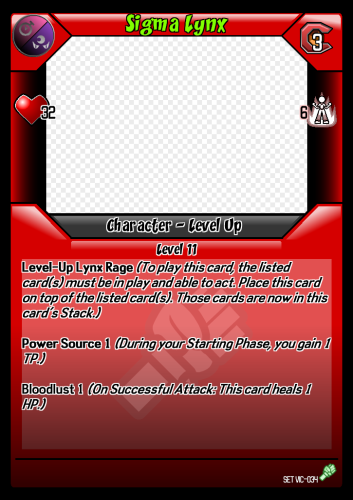 Sigma Lynx
3
32
6
Character - Level Up
Level 11
Level-Up Lynx Rage (To play this card, the listed
card(s) must be in play and able to act. Place this card
on top of the listed card(s). Those cards are now in this
card's Stack.)
Power Source 1 (During your Starting Phase, you gain 1
TP.)
Bloodlust 1 (On Successful Attack: This card heals 1
HP.)
SET VIC-034